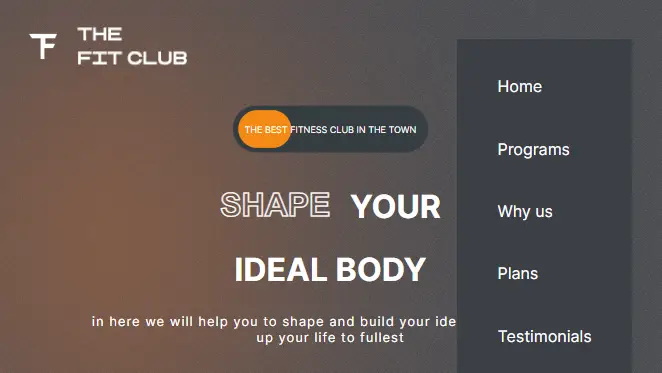 THE
FIT CLUB
THE BEST FITNESS CLUB IN THE TOWN
SHAPE YOUR
IDEAL BODY
in here we will help you to shape and build your
up your life to fullest
Home
Programs
Why us
Plans
Testimonials